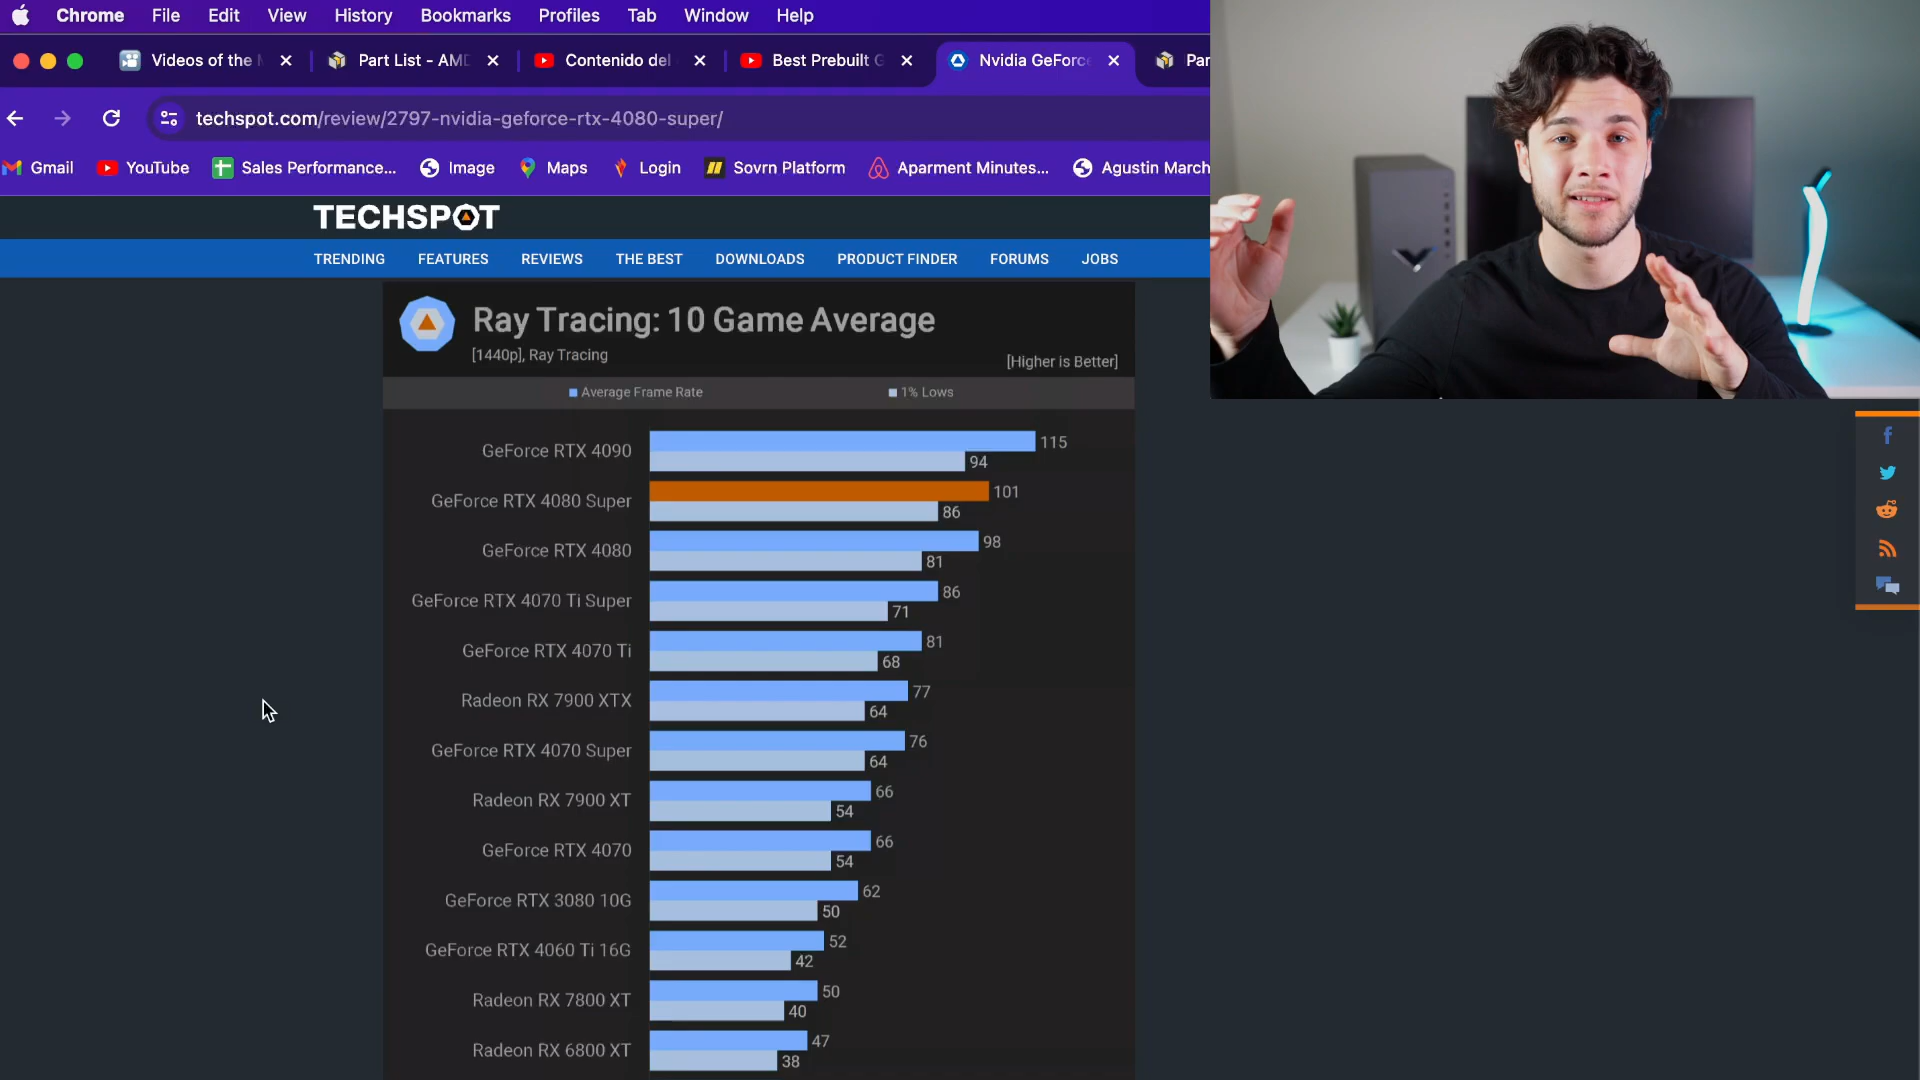 Chrome File Edit View History Bookmarks Profiles Tab Window Help
Videos of the Part List - AMD Contenido del Best Prebuilt G Nvidia GeForce Par
techspot.com/review/2797-nvidia-geforce-rtx-4080-super/
Gmail YouTube Sales Performance... Image Maps Login Sovrn Platform Aparment Minutes... Agustin March
TECHSPOT
TRENDING FEATURES REVIEWS THE BEST DOWNLOADS PRODUCT FINDER FORUMS JOBS
Ray Tracing: 10 Game Average
[1440p], Ray Tracing
[Higher is Better]
Average Frame Rate 1% Lows
GeForce RTX 4090 115
94
GeForce RTX 4080 Super 101
86
GeForce RTX 4080 98
81
GeForce RTX 4070 Ti Super 86
71
GeForce RTX 4070 Ti 81
68
Radeon RX 7900 XTX 77
64
GeForce RTX 4070 Super 76
64
Radeon RX 7900 XT 66
54
GeForce RTX 4070 66
54
GeForce RTX 3080 10G 62
50
GeForce RTX 4060 Ti 16G 52
42
Radeon RX 7800 XT 50
40
Radeon RX 6800 XT 47
38